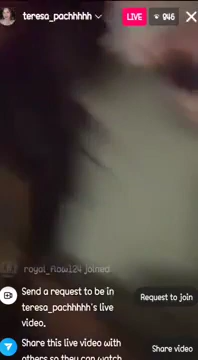 teresa_pachhhhh
LIVE
946
royal_flow124 joined
Send a request to be in
teresa_pachhhhh's live
video.
Request to join
Share this live video with
others so they can watch
Share video